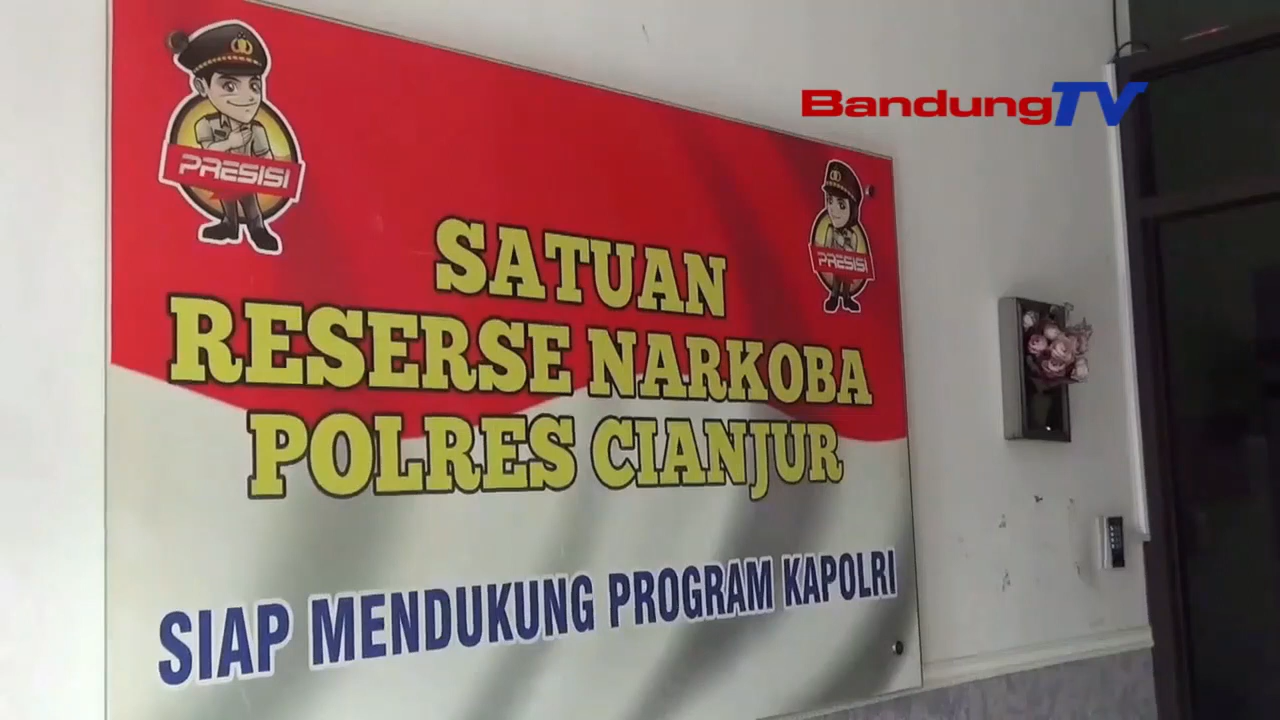 BandungTV
PRESISI
PRESISI
SATUAN
RESERSE NARKOBA
POLRES CIANJUR
SIAP MENDUKUNG PROGRAM KAPOLRI